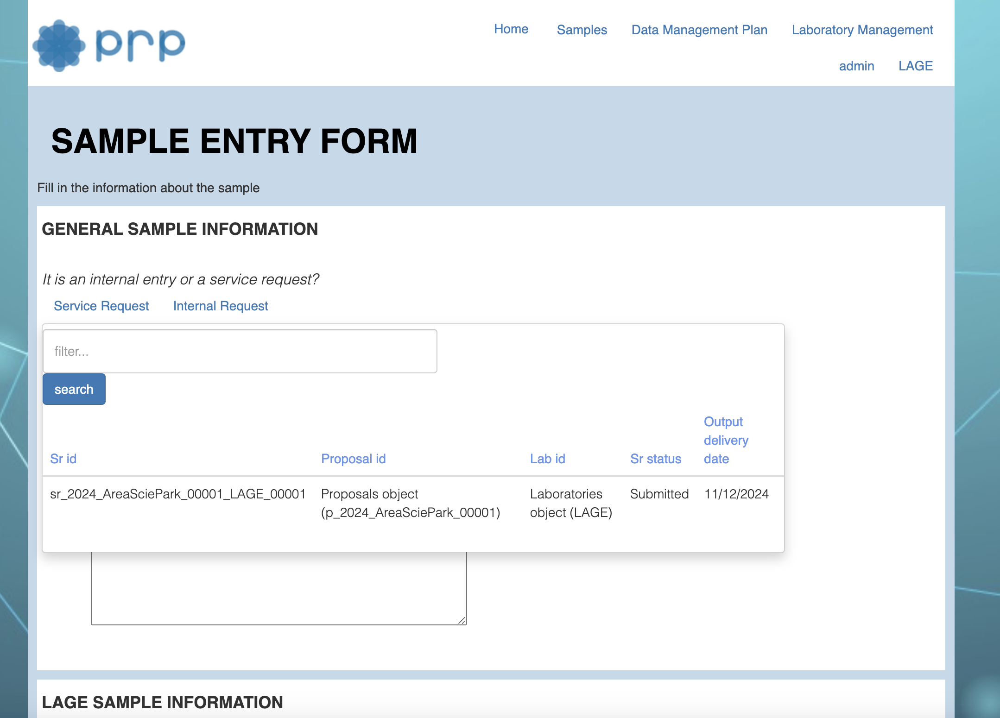 prp
Home Samples Data Management Plan Laboratory Management
admin LAGE
SAMPLE ENTRY FORM
Fill in the information about the sample
GENERAL SAMPLE INFORMATION
It is an internal entry or a service request?
Service Request Internal Request
filter...
search
Sr id Proposal id Lab id Sr status Output delivery date
sr_2024_AreaSciePark_00001_LAGE_00001 Proposals object Laboratories Submitted 11/12/2024
(p_2024_AreaSciePark_00001) object (LAGE)
LAGE SAMPLE INFORMATION